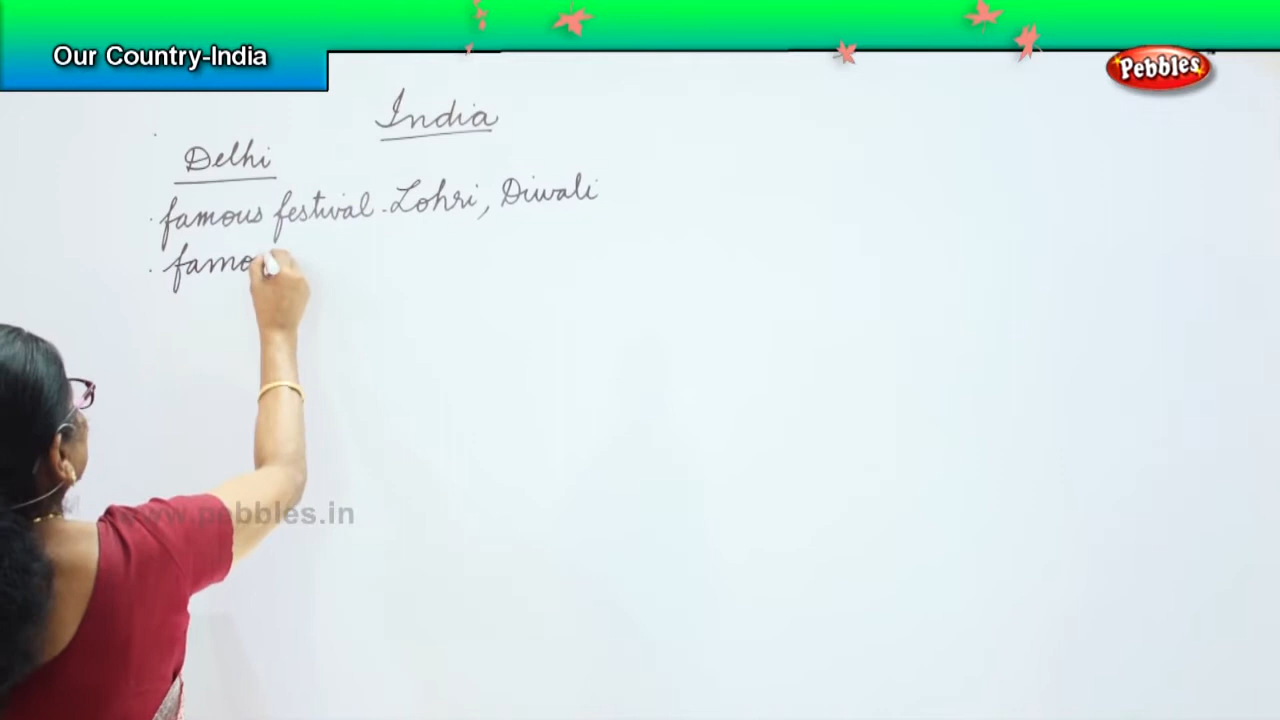 Our Country-India
Pebbles
India
Delhi
. famous festival - Lohri, Diwali
. famo
www.pebbles.in